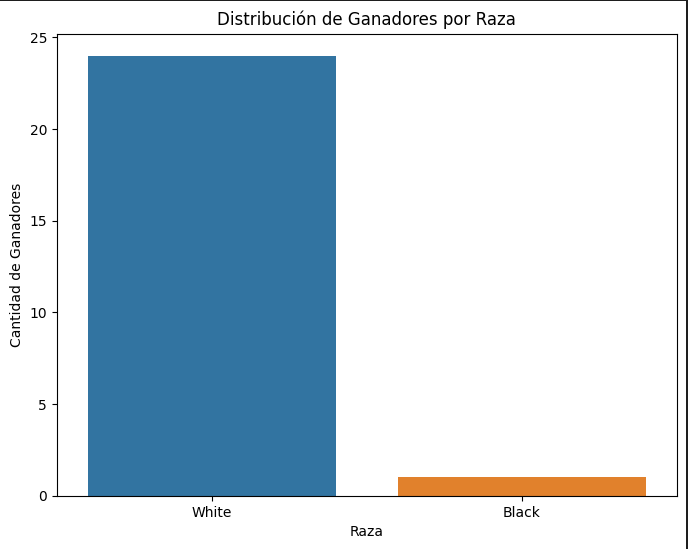 Distribución de Ganadores por Raza
25
20
15
10
5
0
Cantidad de Ganadores
White
Black
Raza